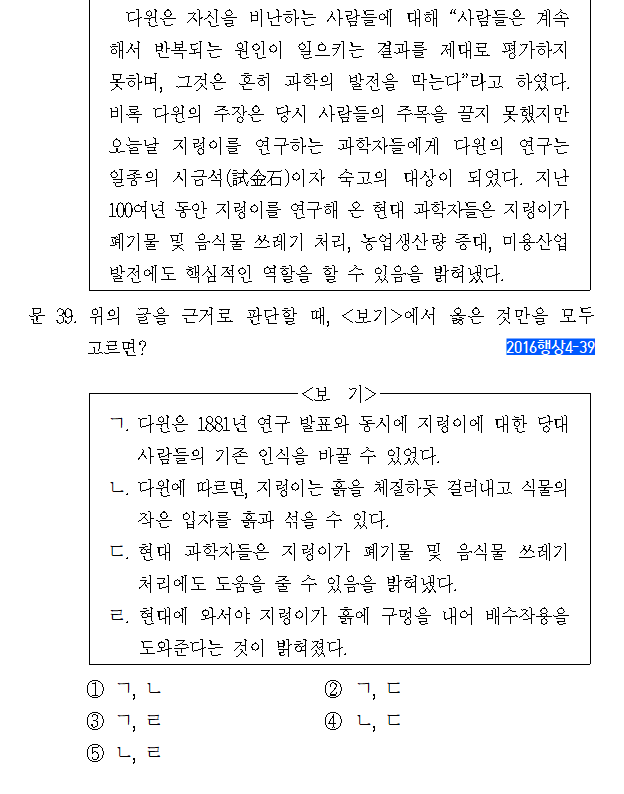 다윈은 자신을 비난하는 사람들에 대해 “사람들은 계속
해서 반복되는 원인이 일으키는 결과를 제대로 평가하지
못하며, 그것은 흔히 과학의 발전을 막는다”라고 하였다.
비록 다윈의 주장은 당시 사람들의 주목을 끌지 못했지만
오늘날 지렁이를 연구하는 과학자들에게 다윈의 연구는
일종의 시금석(試金石)이자 숙고의 대상이 되었다. 지난
100여년 동안 지렁이를 연구해 온 현대 과학자들은 지렁이가
폐기물 및 음식물 쓰레기 처리, 농업생산량 증대, 미용산업
발전에도 핵심적인 역할을 할 수 있음을 밝혀냈다.
문 39. 위의 글을 근거로 판단할 때, <보기>에서 옳은 것만을 모두
고르면?
2016행상4-39
<보 기>
ㄱ. 다윈은 1881년 연구 발표와 동시에 지렁이에 대한 당대
사람들의 기존 인식을 바꿀 수 있었다.
ㄴ. 다윈에 따르면, 지렁이는 흙을 체질하듯 걸러내고 식물의
작은 입자를 흙과 섞을 수 있다.
ㄷ. 현대 과학자들은 지렁이가 폐기물 및 음식물 쓰레기
처리에도 도움을 줄 수 있음을 밝혀냈다.
ㄹ. 현대에 와서야 지렁이가 흙에 구멍을 내어 배수작용을
도와준다는 것이 밝혀졌다.
① ㄱ, ㄴ ② ㄱ, ㄷ
③ ㄱ, ㄹ ④ ㄴ, ㄷ
⑤ ㄴ, ㄹ